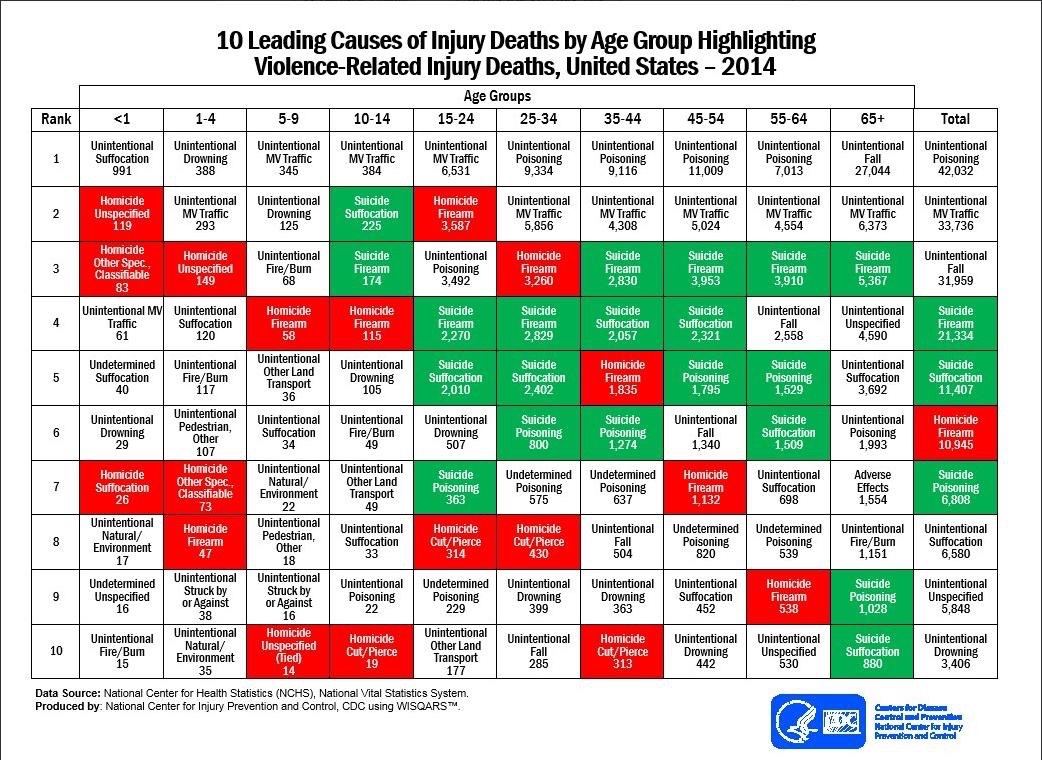 10 Leading Causes of Injury Deaths by Age Group Highlighting
Violence-Related Injury Deaths, United States – 2014
Age Groups
Rank <1 1-4 5-9 10-14 15-24 25-34 35-44 45-54 55-64 65+ Total
1
Unintentional
Suffocation
991
Unintentional
Drowning
388
Unintentional
MV Traffic
345
Unintentional
MV Traffic
384
Unintentional
MV Traffic
6,531
Unintentional
Poisoning
9,334
Unintentional
Poisoning
9,116
Unintentional
Poisoning
11,009
Unintentional
Poisoning
7,013
Unintentional
Fall
27,044
Unintentional
Poisoning
42,032
2
Homicide
Unspecified
119
Unintentional
MV Traffic
293
Unintentional
Drowning
125
Suicide
Suffocation
225
Homicide
Firearm
3,587
Unintentional
MV Traffic
5,856
Unintentional
MV Traffic
4,308
Unintentional
MV Traffic
5,024
Unintentional
MV Traffic
4,554
Unintentional
MV Traffic
6,373
Unintentional
MV Traffic
33,736
3
Homicide
Other Spec.,
Classifiable
83
Homicide
Unspecified
149
Unintentional
Fire/Burn
68
Suicide
Firearm
174
Unintentional
Poisoning
3,492
Homicide
Firearm
3,260
Suicide
Firearm
2,830
Suicide
Firearm
3,953
Suicide
Firearm
3,910
Suicide
Firearm
5,367
Unintentional
Fall
31,959
4
Unintentional MV
Traffic
61
Unintentional
Suffocation
120
Homicide
Firearm
58
Homicide
Firearm
115
Suicide
Firearm
2,270
Suicide
Firearm
2,829
Suicide
Suffocation
2,057
Suicide
Suffocation
2,321
Unintentional
Fall
2,558
Unintentional
Unspecified
4,590
Suicide
Firearm
21,334
5
Undetermined
Suffocation
40
Unintentional
Fire/Burn
117
Unintentional
Other Land
Transport
36
Unintentional
Drowning
105
Suicide
Suffocation
2,010
Suicide
Suffocation
2,402
Homicide
Firearm
1,835
Suicide
Poisoning
1,795
Suicide
Poisoning
1,529
Unintentional
Suffocation
3,692
Suicide
Suffocation
11,407
6
Unintentional
Drowning
29
Unintentional
Pedestrian,
Other
107
Unintentional
Suffocation
34
Unintentional
Fire/Burn
49
Unintentional
Drowning
507
Suicide
Poisoning
800
Suicide
Poisoning
1,274
Unintentional
Fall
1,340
Suicide
Suffocation
1,509
Unintentional
Poisoning
1,993
Homicide
Firearm
10,945
7
Homicide
Suffocation
26
Homicide
Other Spec.,
Classifiable
73
Unintentional
Natural/
Environment
22
Unintentional
Other Land
Transport
49
Suicide
Poisoning
363
Undetermined
Poisoning
575
Undetermined
Poisoning
637
Homicide
Firearm
1,132
Unintentional
Suffocation
698
Adverse
Effects
1,554
Suicide
Poisoning
6,808
8
Unintentional
Natural/
Environment
17
Homicide
Firearm
47
Unintentional
Pedestrian,
Other
18
Unintentional
Suffocation
33
Homicide
Cut/Pierce
314
Homicide
Cut/Pierce
430
Unintentional
Fall
504
Undetermined
Poisoning
820
Undetermined
Poisoning
539
Unintentional
Fire/Burn
1,151
Unintentional
Suffocation
6,580
9
Undetermined
Unspecified
16
Unintentional
Struck by
or Against
38
Unintentional
Struck by
or Against
16
Unintentional
Poisoning
22
Undetermined
Poisoning
229
Unintentional
Drowning
399
Unintentional
Drowning
363
Unintentional
Suffocation
452
Homicide
Firearm
538
Suicide
Poisoning
1,028
Unintentional
Unspecified
5,848
10
Unintentional
Fire/Burn
15
Unintentional
Natural/
Environment
35
Homicide
Unspecified
(Tied)
14
Homicide
Cut/Pierce
19
Unintentional
Other Land
Transport
177
Unintentional
Fall
285
Homicide
Cut/Pierce
313
Unintentional
Drowning
442
Unintentional
Unspecified
530
Suicide
Suffocation
880
Unintentional
Drowning
3,406
Data Source: National Center for Health Statistics (NCHS), National Vital Statistics System.
Produced by: National Center for Injury Prevention and Control, CDC using WISQARS™.
CDC
Centers for Disease
Control and Prevention
National Center for Injury
Prevention and Control